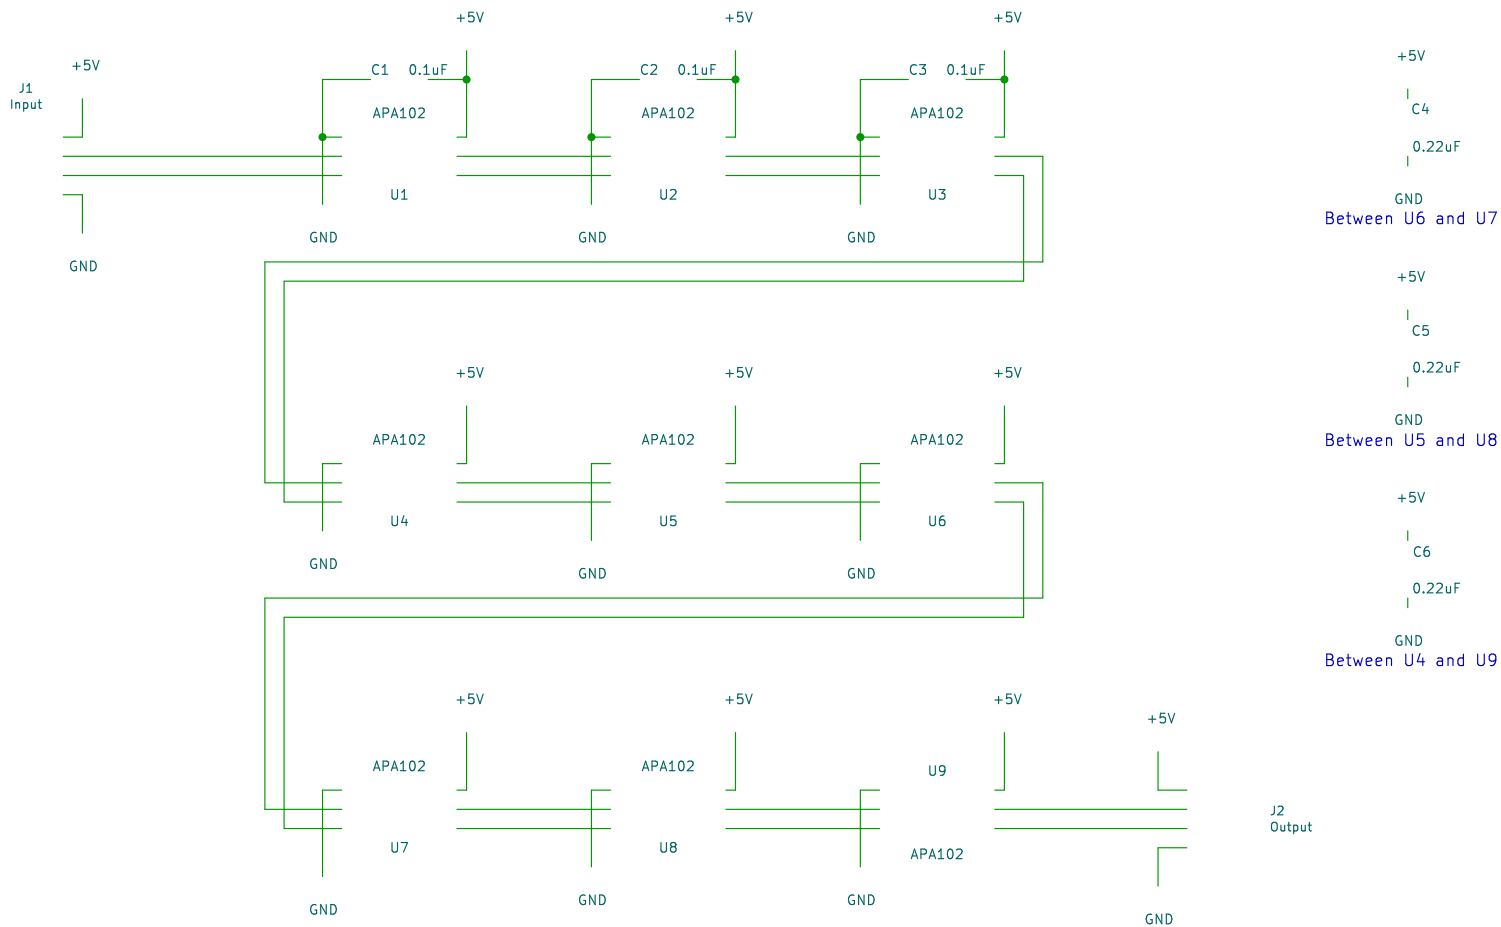 +5V
+5V
+5V
+5V
+5V
J1
Input
C1 0.1uF
C2 0.1uF
C3 0.1uF
APA102
APA102
APA102
C4
0.22uF
U1
U2
U3
GND
GND
GND
GND
GND
Between U6 and U7
+5V
C5
0.22uF
+5V
+5V
+5V
GND
Between U5 and U8
APA102
APA102
APA102
+5V
U4
U5
U6
C6
0.22uF
GND
GND
GND
GND
Between U4 and U9
+5V
+5V
+5V
+5V
APA102
APA102
U9
J2
Output
U7
U8
APA102
GND
GND
GND
GND